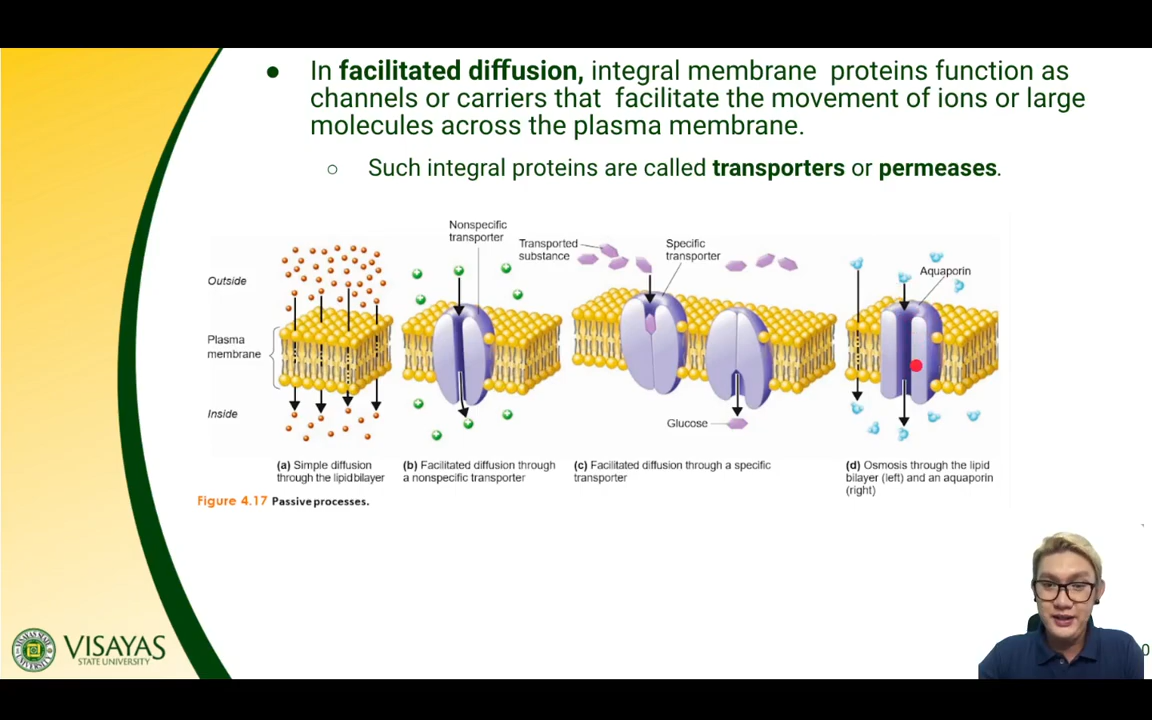 ● In facilitated diffusion, integral membrane proteins function as
channels or carriers that facilitate the movement of ions or large
molecules across the plasma membrane.
○ Such integral proteins are called transporters or permeases.
Nonspecific
transporter
Transported
substance
Specific
transporter
Aquaporin
Outside
Plasma
membrane
Inside
Glucose
(a) Simple diffusion
through the lipidbilayer
(b) Facilitated diffusion through
a nonspecific transporter
(c) Facilitated diffusion through a specific
transporter
(d) Osmosis through the lipid
bilayer (left) and an aquaporin
(right)
Figure 4.17 Passive processes.
VISAYAS
STATE UNIVERSITY
0